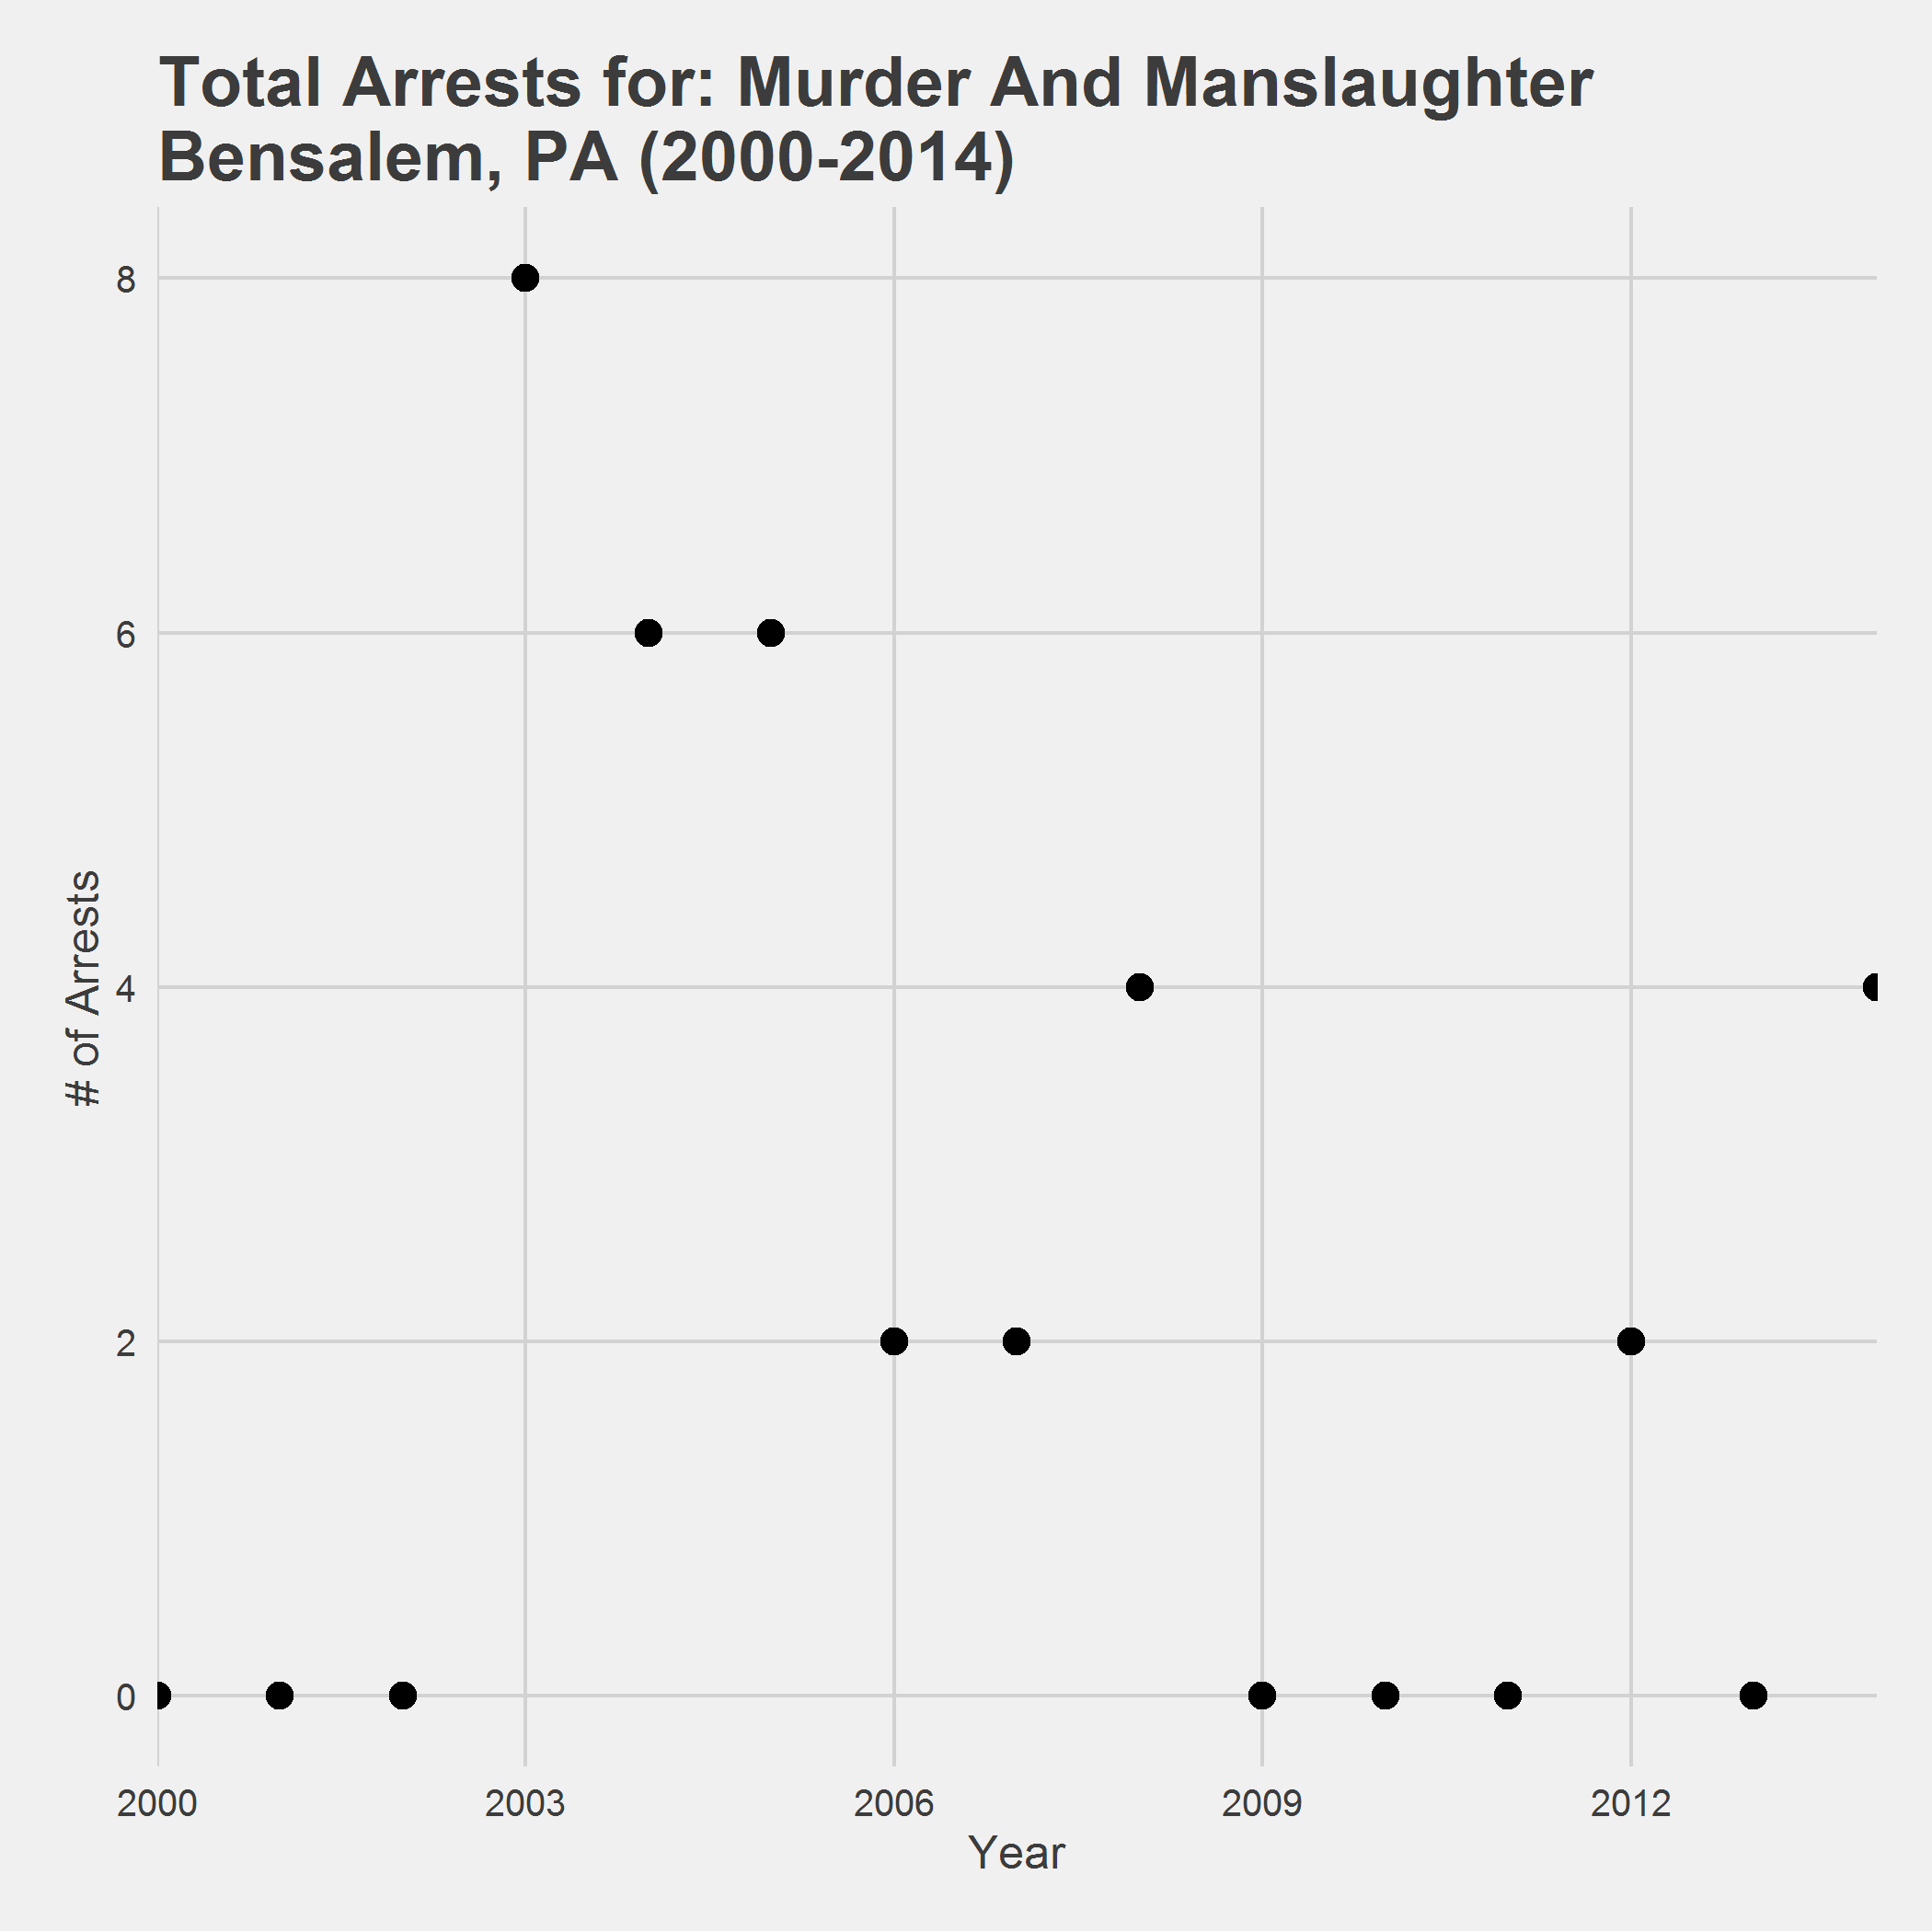 Total Arrests for: Murder And Manslaughter
Bensalem, PA (2000-2014)
8
6
4
2
0
# of Arrests
2000 2003 2006 2009 2012
Year